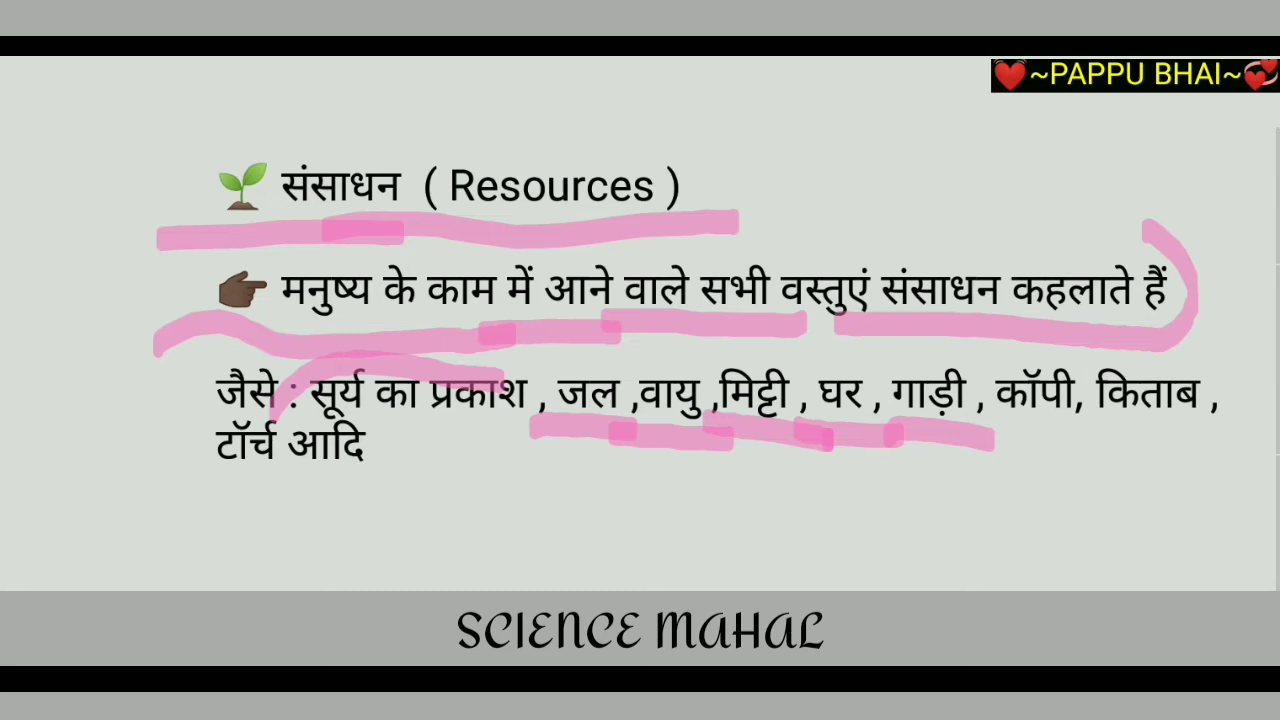 ❤️~PAPPU BHAI~💞
🌱 संसाधन ( Resources )
👉🏿 मनुष्य के काम में आने वाले सभी वस्तुएं संसाधन कहलाते हैं
जैसे : सूर्य का प्रकाश , जल ,वायु ,मिट्टी , घर , गाड़ी , कॉपी, किताब ,
टॉर्च आदि
SCIENCE MAHAL